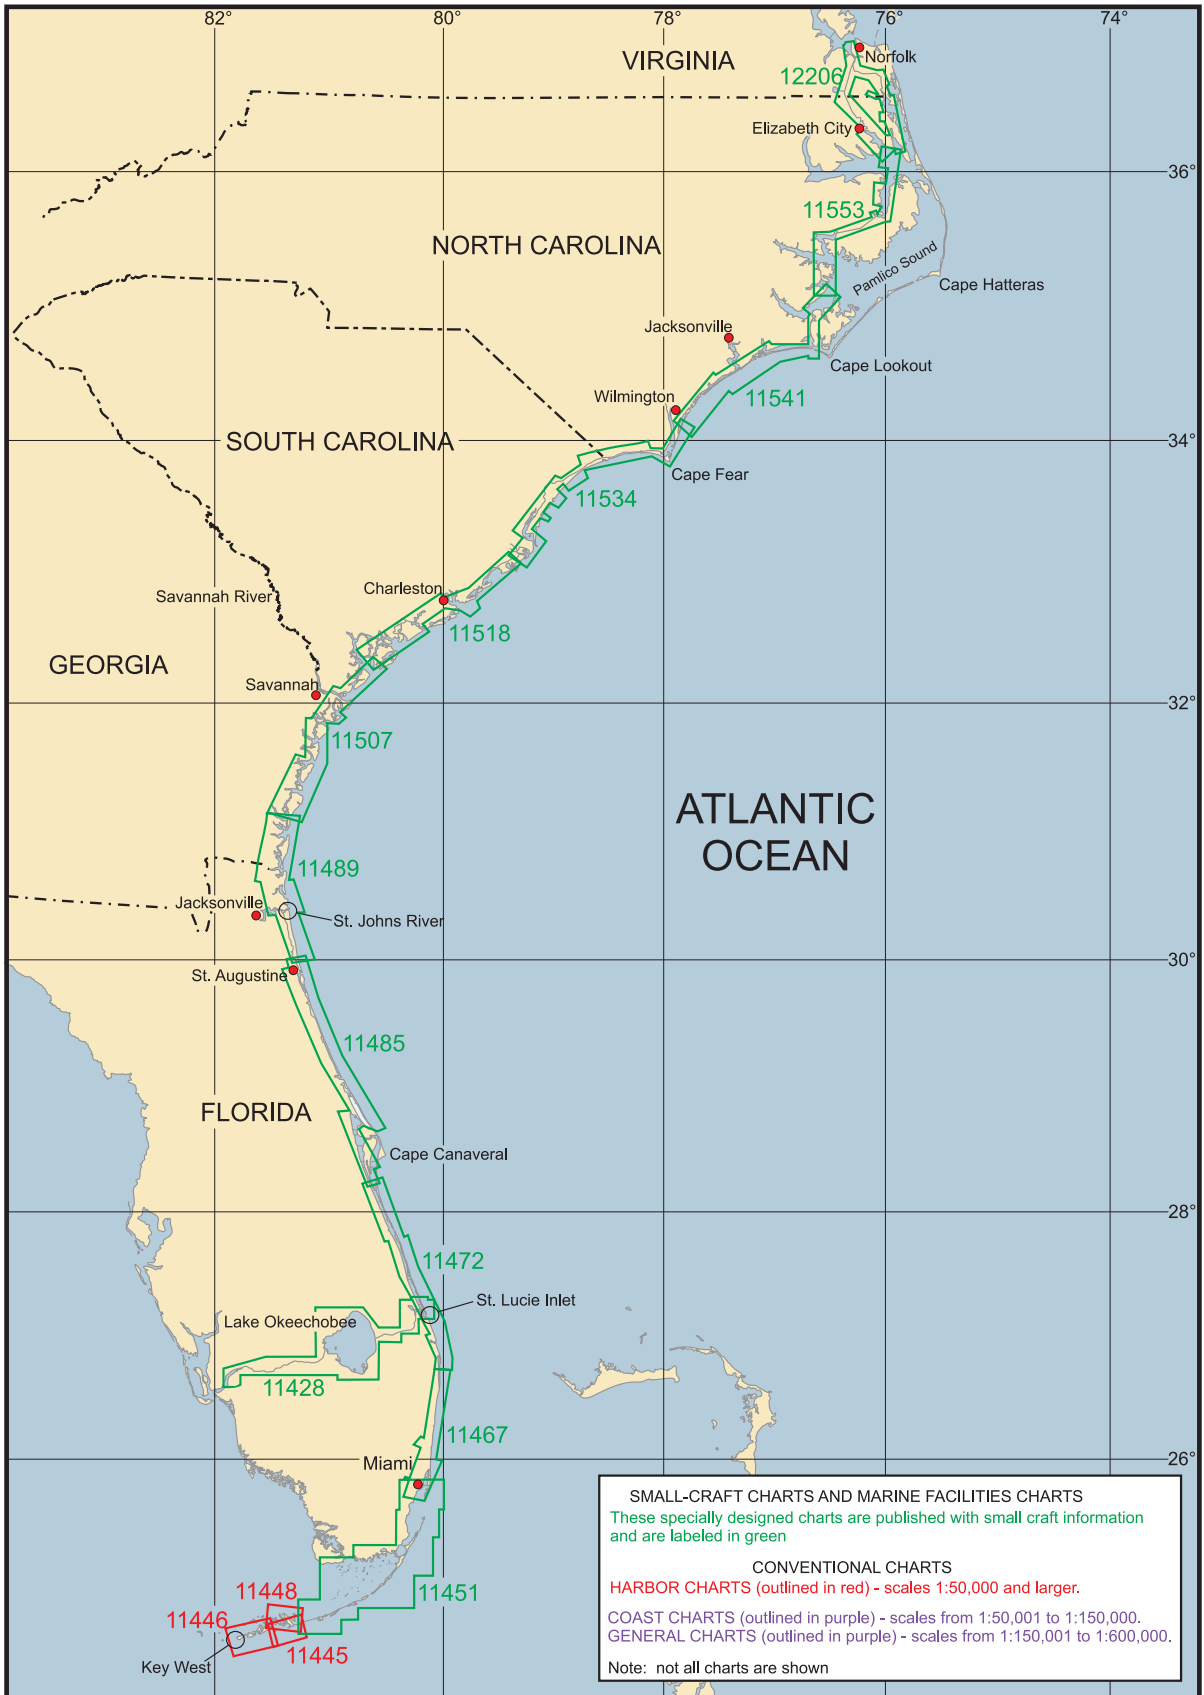 82°
80°
78°
76°
74°
VIRGINIA
Norfolk
12206
Elizabeth City
36°
11553
NORTH CAROLINA
Pamlico Sound
Cape Hatteras
Jacksonville
Cape Lookout
Wilmington
11541
SOUTH CAROLINA
34°
Cape Fear
11534
Charleston
Savannah River
11518
GEORGIA
Savannah
32°
11507
ATLANTIC
OCEAN
11489
Jacksonville
St. Johns River
30°
St. Augustine
11485
FLORIDA
Cape Canaveral
28°
11472
St. Lucie Inlet
Lake Okeechobee
11428
11467
26°
Miami
11451
11448
11446
11445
Key West
SMALL-CRAFT CHARTS AND MARINE FACILITIES CHARTS
These specially designed charts are published with small craft information
and are labeled in green
CONVENTIONAL CHARTS
HARBOR CHARTS (outlined in red) - scales 1:50,000 and larger.
COAST CHARTS (outlined in purple) - scales from 1:50,001 to 1:150,000.
GENERAL CHARTS (outlined in purple) - scales from 1:150,001 to 1:600,000.
Note: not all charts are shown